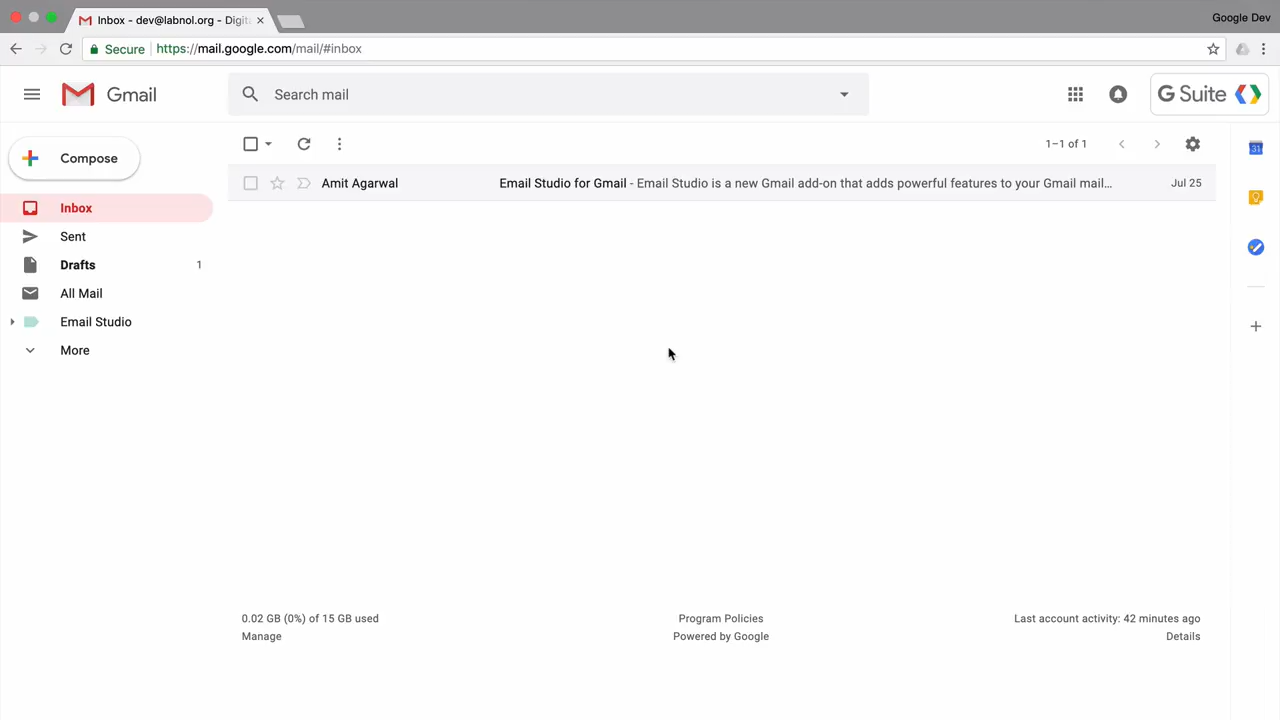 Inbox - dev@labnol.org - Digit
Google Dev
Secure
https://mail.google.com/mail/#inbox
Gmail
Search mail
G Suite
Compose
1–1 of 1
31
Amit Agarwal
Email Studio for Gmail - Email Studio is a new Gmail add-on that adds powerful features to your Gmail mail…
Jul 25
Inbox
Sent
Drafts 1
All Mail
Email Studio
More
0.02 GB (0%) of 15 GB used
Manage
Program Policies
Powered by Google
Last account activity: 42 minutes ago
Details